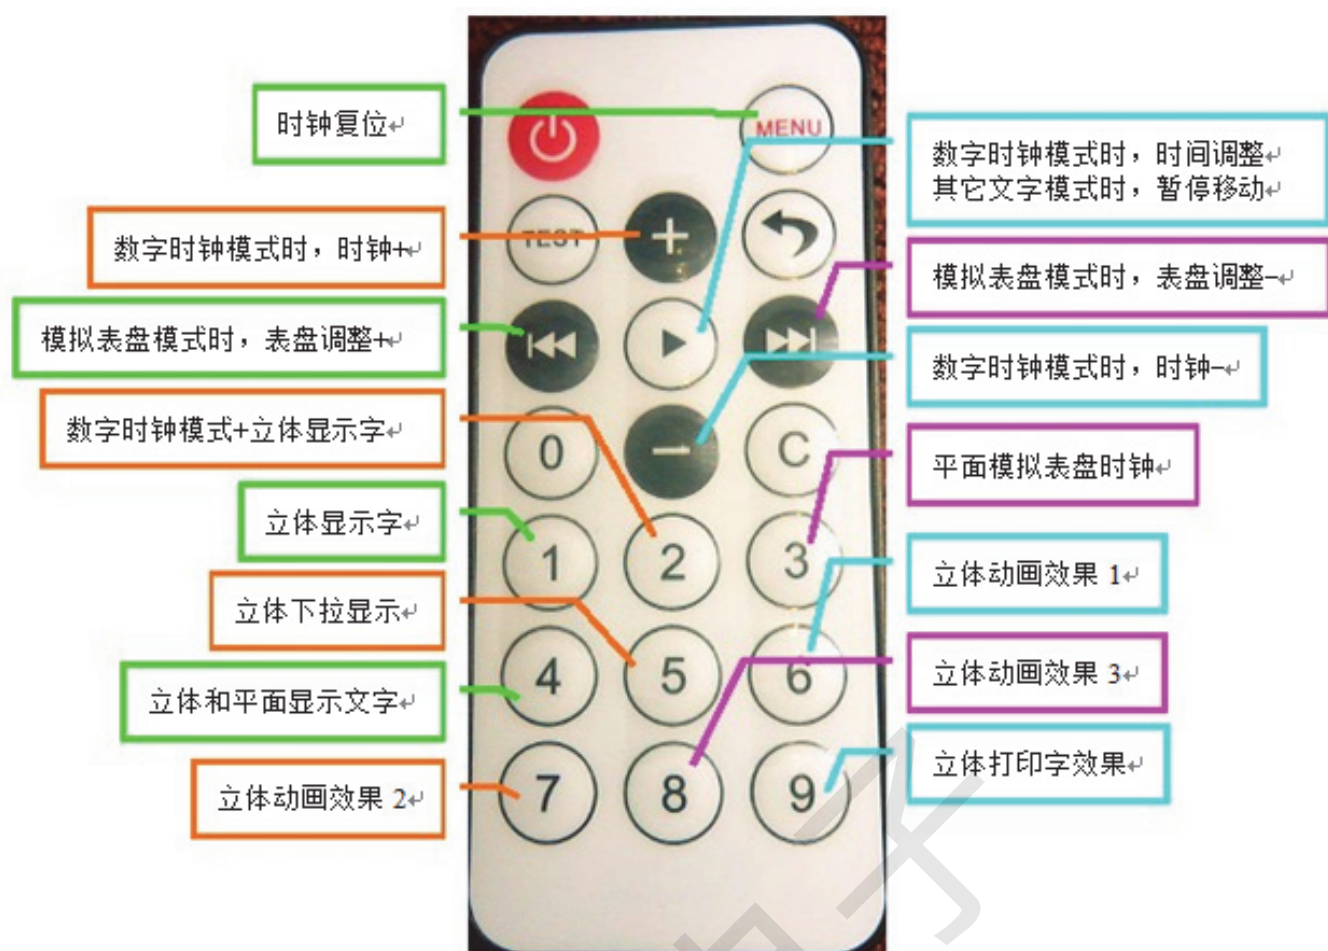 时钟复位↵
MENU
数字时钟模式时，时间调整↵
其它文字模式时，暂停移动↵
数字时钟模式时，时钟+↵
TEST
+
模拟表盘模式时，表盘调整-↵
模拟表盘模式时，表盘调整+↵
数字时钟模式时，时钟-↵
数字时钟模式+立体显示字↵
0
-
C
平面模拟表盘时钟↵
立体显示字↵
1
2
3
立体动画效果 1↵
立体下拉显示↵
4
5
6
立体动画效果 3↵
立体和平面显示文字↵
立体打印字效果↵
立体动画效果 2↵
7
8
9
子